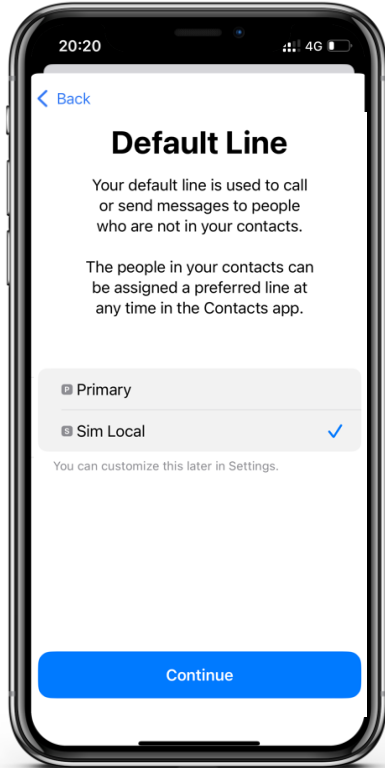 20:20
4G
Back
Default Line
Your default line is used to call
or send messages to people
who are not in your contacts.
The people in your contacts can
be assigned a preferred line at
any time in the Contacts app.
P Primary
S Sim Local
You can customize this later in Settings.
Continue